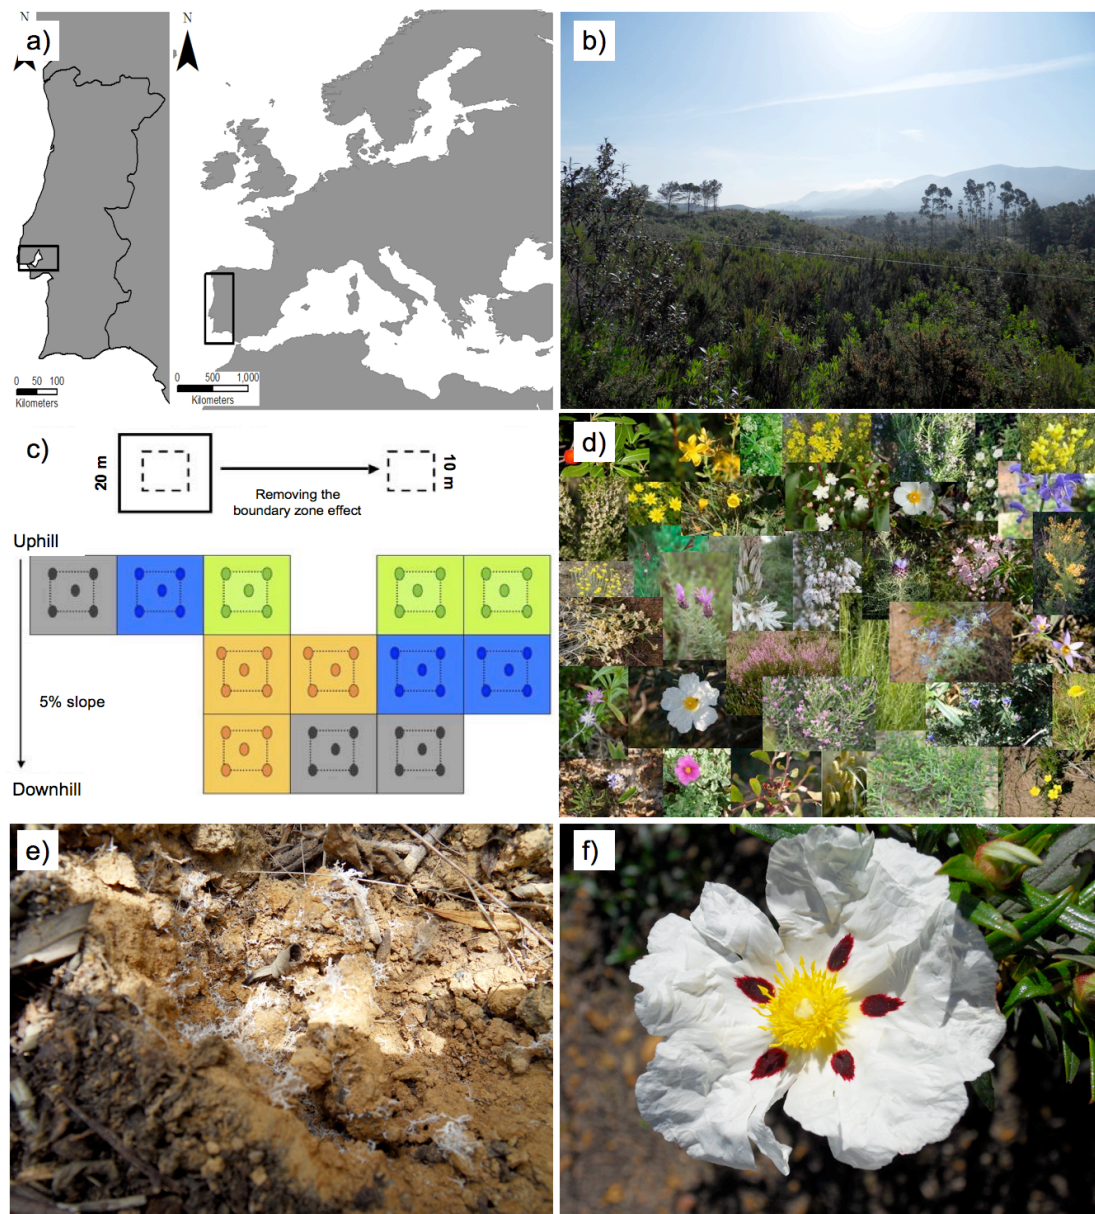 N
N
a)
0 50 100
Kilometers
0 500 1,000
Kilometers
b)
c)
20 m
10 m
Removing the
boundary zone effect
Uphill
5% slope
Downhill
d)
e)
f)